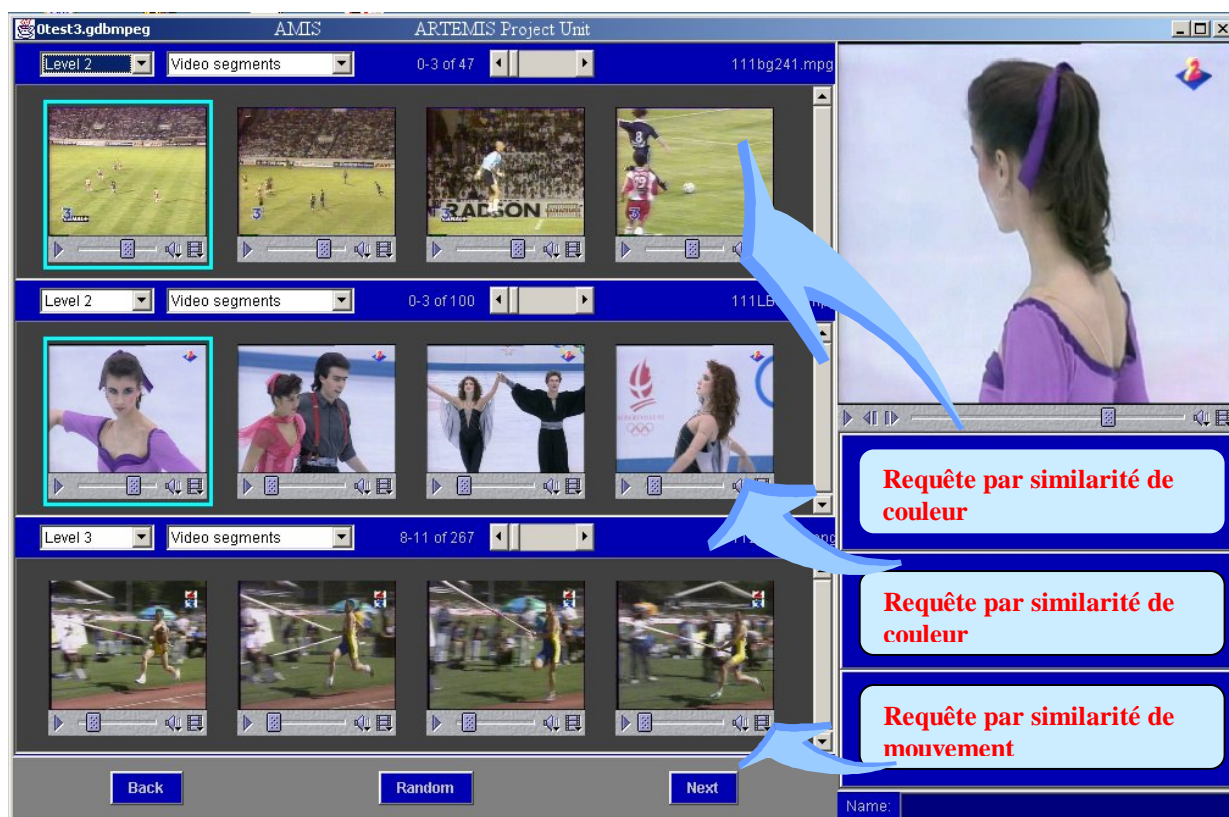 0test3.gdbmpeg AMIS ARTEMIS Project Unit
Level 2 Video segments 0-3 of 47 111bg241.mpg
8
RADSON
Level 2 Video segments 0-3 of 100 111LB
Level 3 Video segments 8-11 of 267
Requête par similarité de
couleur
Requête par similarité de
couleur
Requête par similarité de
mouvement
Back Random Next
Name: